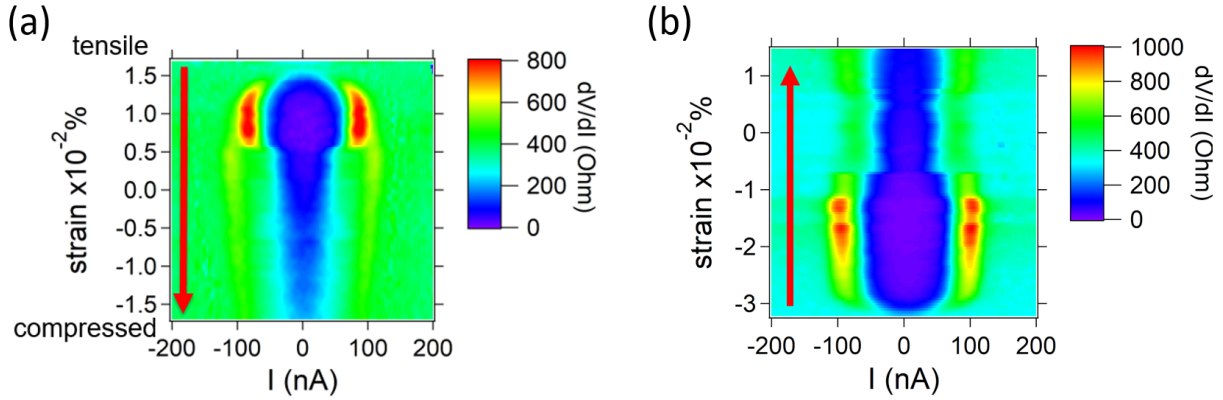 (a)
tensile
1.5
1.0
0.5
0.0
-0.5
-1.0
-1.5
compressed
strain x10⁻²%
-200 -100 0 100 200
I (nA)
800
600
400
200
0
dV/dI (Ohm)
(b)
1
0
-1
-2
-3
strain x10⁻²%
-200 -100 0 100 200
I (nA)
1000
800
600
400
200
0
dV/dI (Ohm)